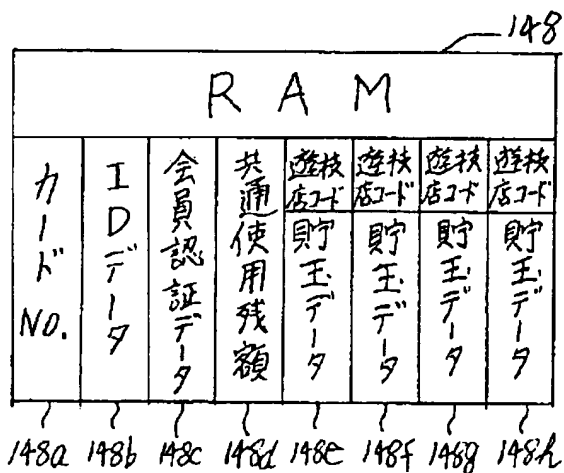 148
RAM
カードNO.
IDデータ
会員認証データ
共通使用残額
遊技
店コード
貯玉データ
遊技
店コード
貯玉データ
遊技
店コード
貯玉データ
遊技
店コード
貯玉データ
148a 148b 148c 148d 148e 148f 148g 148h